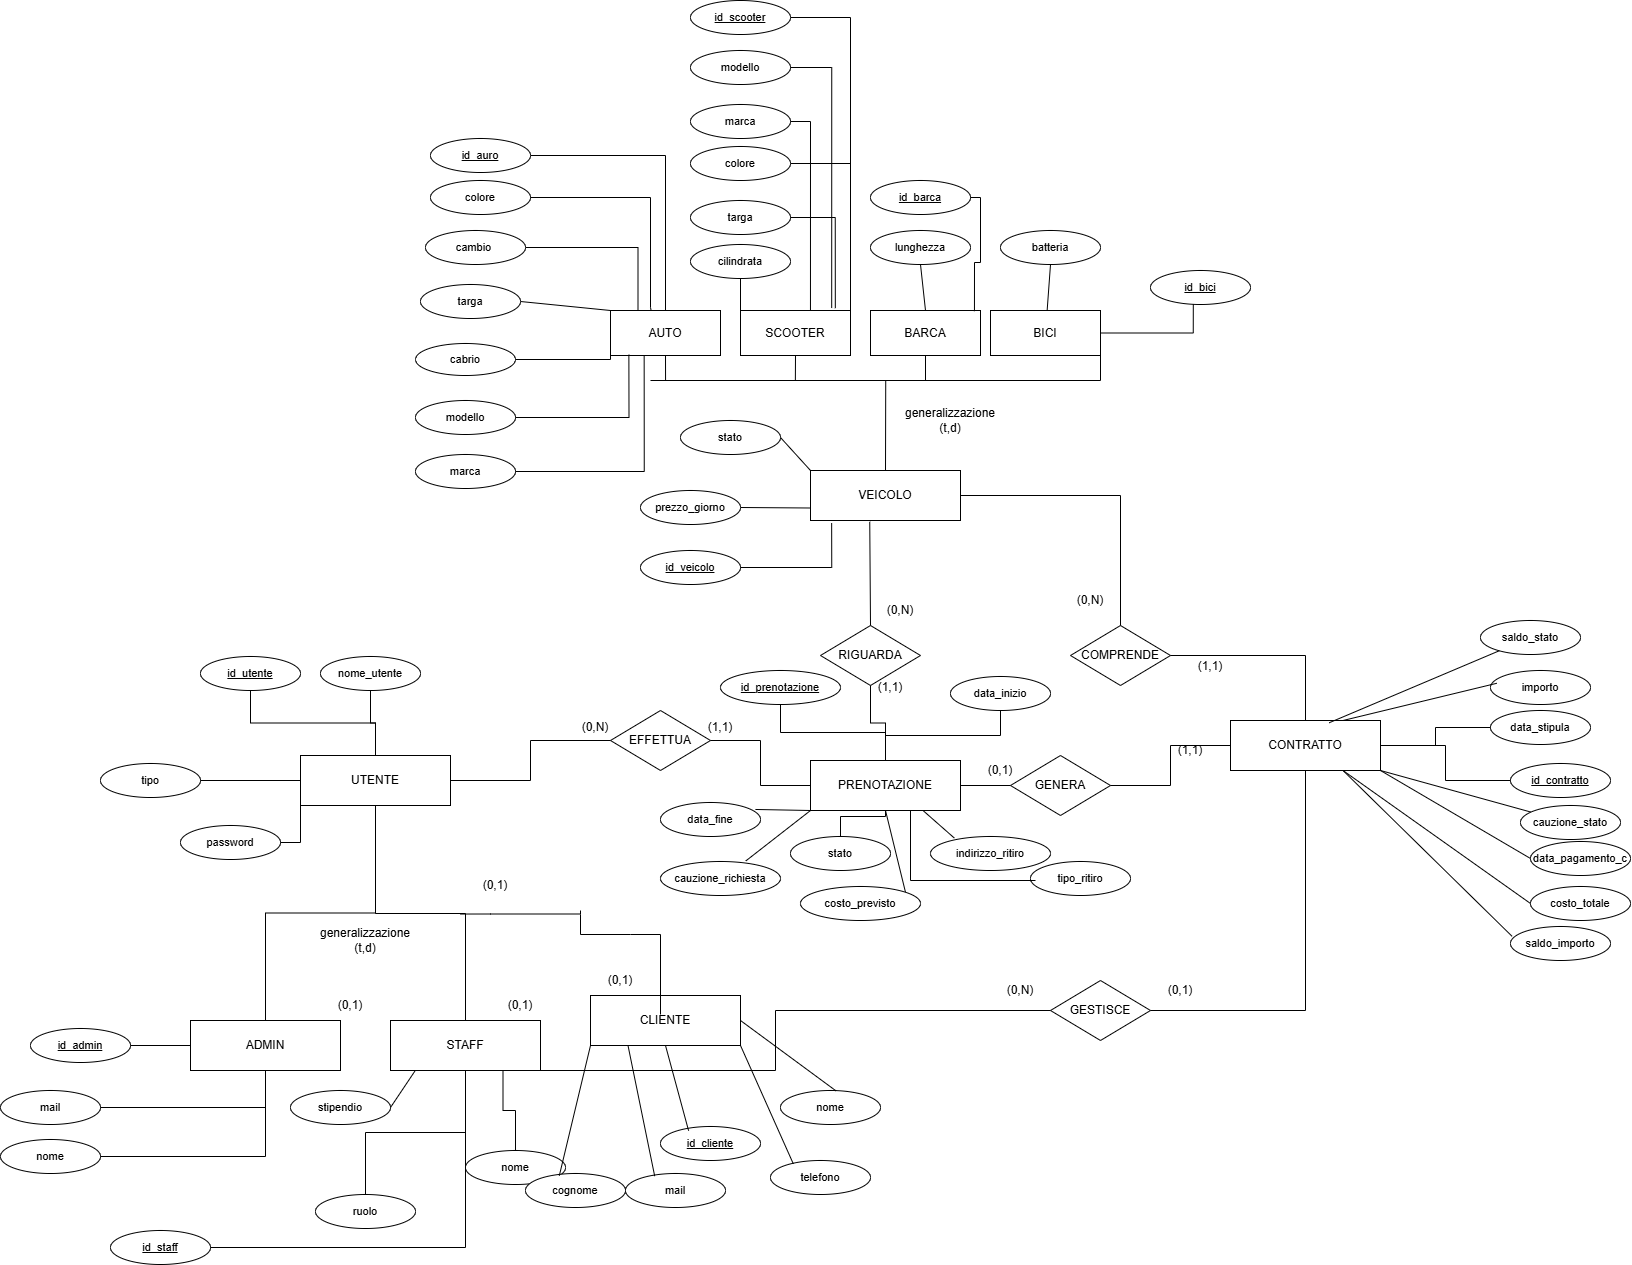 id_scooter
modello
marca
id_auro
colore
colore
id_barca
targa
cambio
cilindrata
lunghezza
batteria
id_bici
targa
AUTO
SCOOTER
BARCA
BICI
cabrio
modello
generalizzazione
(t,d)
stato
marca
VEICOLO
prezzo_giorno
id_veicolo
(0,N)
(0,N)
RIGUARDA
COMPRENDE
(1,1)
saldo_stato
id_utente
nome_utente
id_prenotazione
(1,1)
data_inizio
importo
(0,N)
EFFETTUA
(1,1)
data_stipula
(1,1)
CONTRATTO
tipo
UTENTE
PRENOTAZIONE
(0,1)
GENERA
id_contratto
data_fine
cauzione_stato
password
stato
indirizzo_ritiro
data_pagamento_c
cauzione_richiesta
tipo_ritiro
(0,1)
costo_previsto
costo_totale
generalizzazione
(t,d)
saldo_importo
(0,1)
(0,1)
(0,1)
(0,N)
(0,1)
GESTISCE
CLIENTE
id_admin
ADMIN
STAFF
mail
stipendio
nome
nome
id_cliente
nome
cognome
mail
telefono
ruolo
id_staff